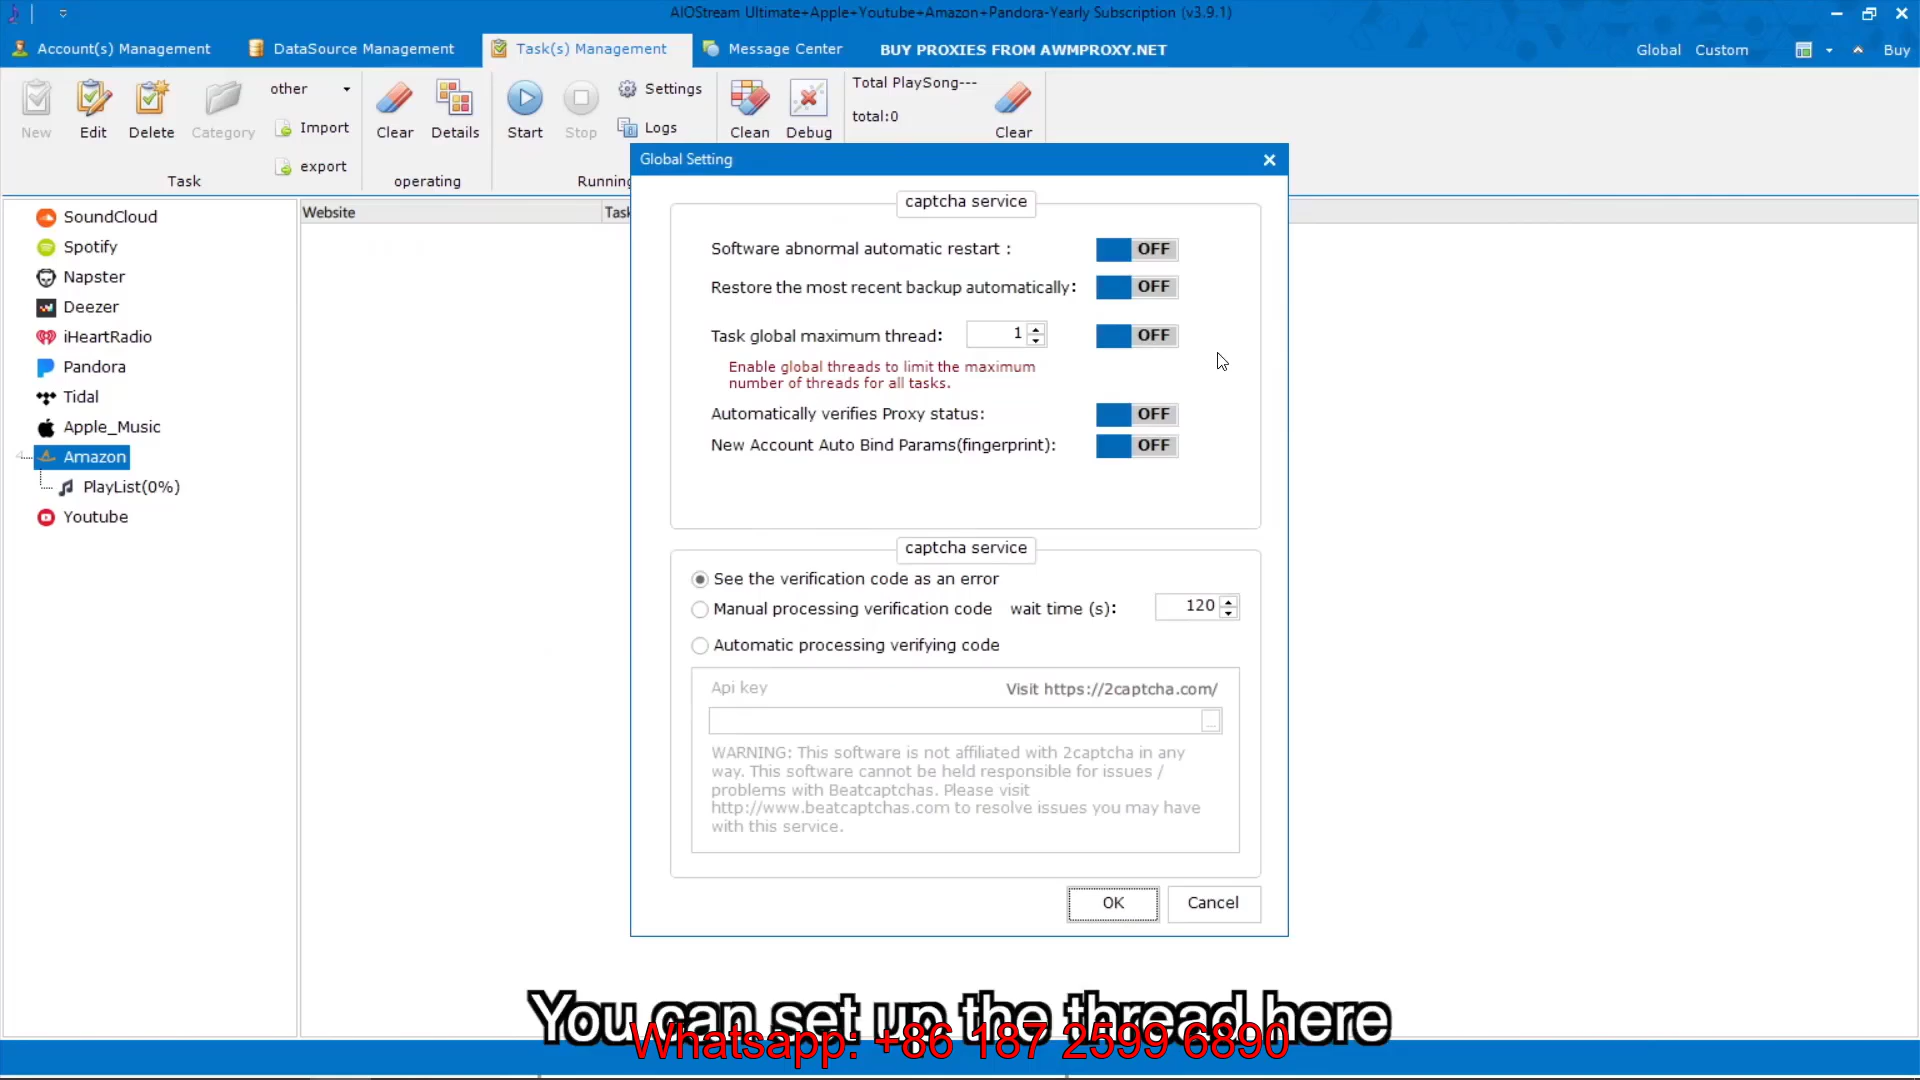 AIOStream Ultimate+Apple+Youtube+Amazon+Pandora-Yearly Subscription (v3.9.1)
Account(s) Management DataSource Management Task(s) Management Message Center BUY PROXIES FROM AWMPROXY.NET Global Custom Buy
New Edit Delete Category other Import export Clear Details Start Stop Settings Logs Clean Debug Total PlaySong--- total:0 Clear
Task operating Running
SoundCloud
Spotify
Napster
Deezer
iHeartRadio
Pandora
Tidal
Apple_Music
Amazon
PlayList(0%)
Youtube
Website Task
Global Setting
captcha service
Software abnormal automatic restart : OFF
Restore the most recent backup automatically: OFF
Task global maximum thread: 1 OFF
Enable global threads to limit the maximum
number of threads for all tasks.
Automatically verifies Proxy status: OFF
New Account Auto Bind Params(fingerprint): OFF
captcha service
See the verification code as an error
Manual processing verification code wait time (s): 120
Automatic processing verifying code
Api key Visit https://2captcha.com/
...
WARNING: This software is not affiliated with 2captcha in any
way. This software cannot be held responsible for issues /
problems with Beatcaptchas. Please visit
http://www.beatcaptchas.com to resolve issues you may have
with this service.
OK Cancel
You can set up the thread here
Whatsapp: +86 187 2599 6890